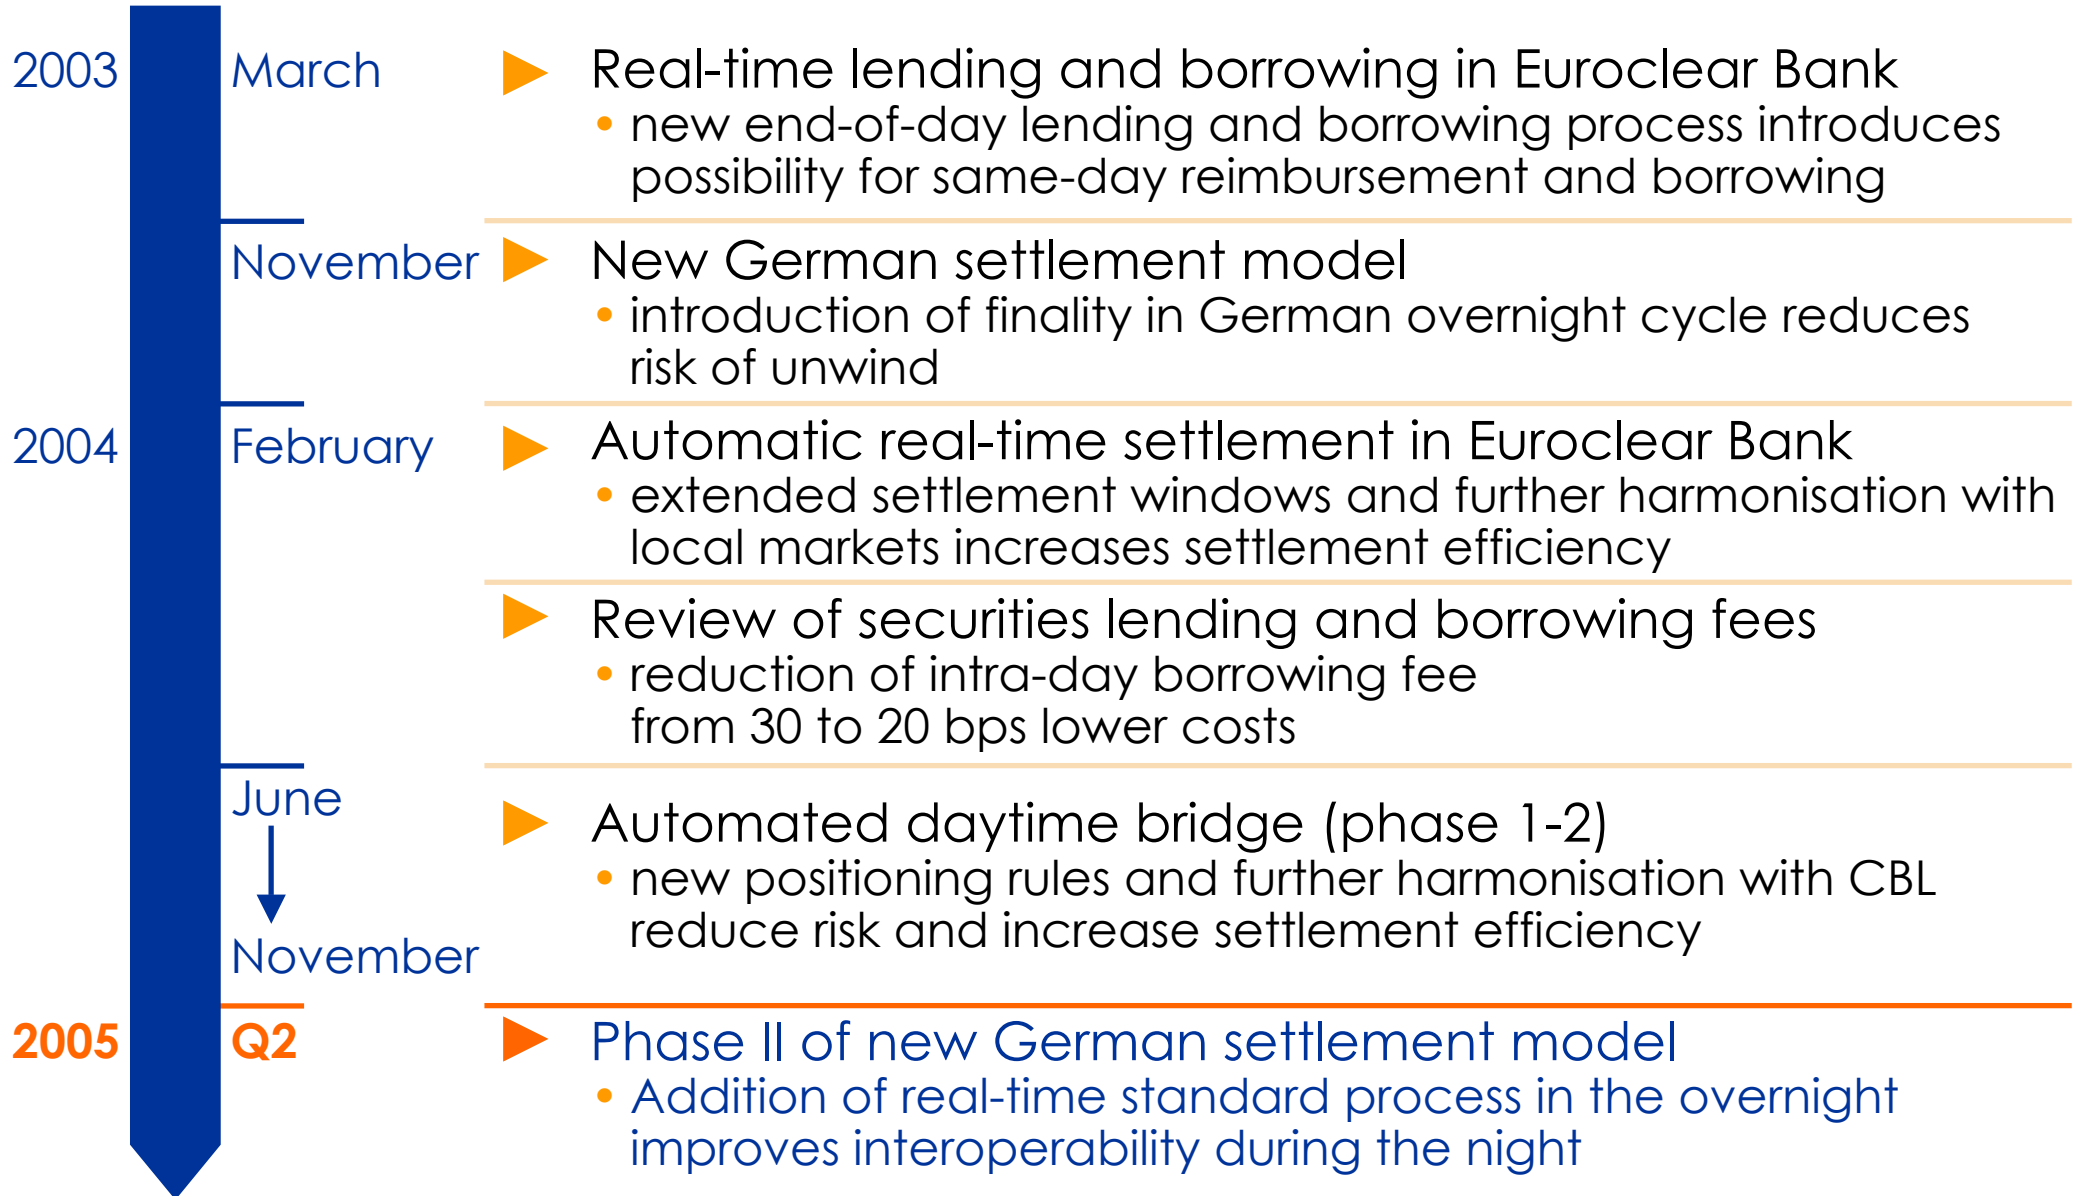 2003 March Real-time lending and borrowing in Euroclear Bank
• new end-of-day lending and borrowing process introduces
possibility for same-day reimbursement and borrowing
November New German settlement model
• introduction of finality in German overnight cycle reduces
risk of unwind
2004 February Automatic real-time settlement in Euroclear Bank
• extended settlement windows and further harmonisation with
local markets increases settlement efficiency
Review of securities lending and borrowing fees
• reduction of intra-day borrowing fee
from 30 to 20 bps lower costs
June
Automated daytime bridge (phase 1-2)
• new positioning rules and further harmonisation with CBL
reduce risk and increase settlement efficiency
November
2005 Q2 Phase II of new German settlement model
• Addition of real-time standard process in the overnight
improves interoperability during the night